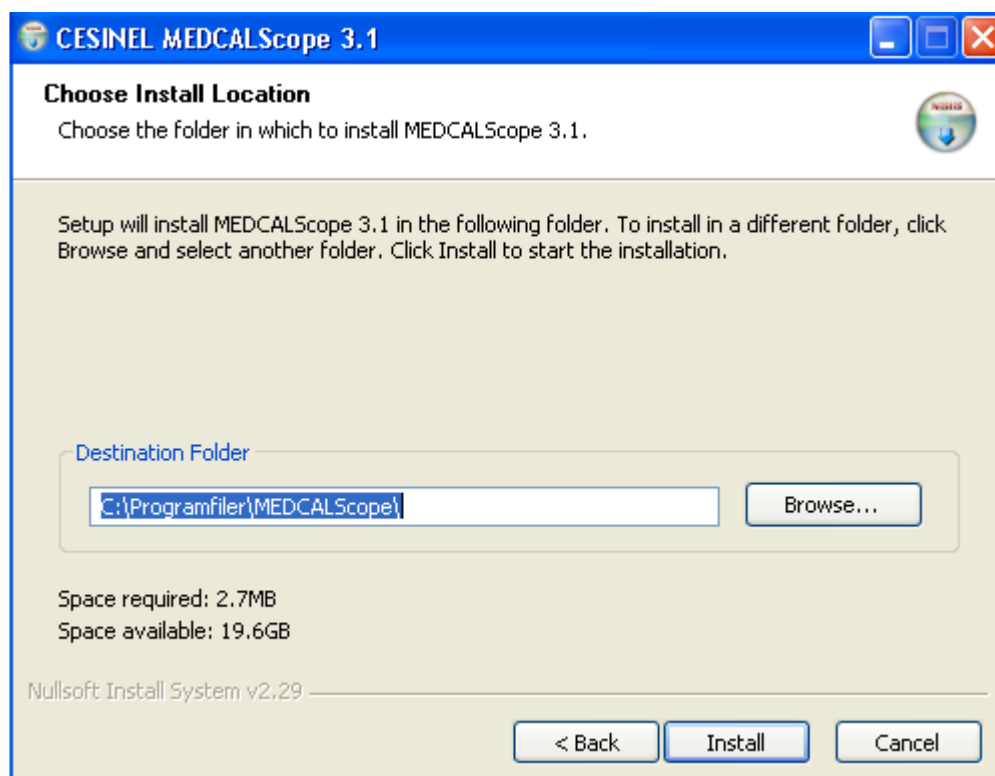 CESINEL MEDCALScope 3.1
Choose Install Location
Choose the folder in which to install MEDCALScope 3.1.
Setup will install MEDCALScope 3.1 in the following folder. To install in a different folder, click
Browse and select another folder. Click Install to start the installation.
Destination Folder
C:\Programfiler\MEDCALScope\
Browse...
Space required: 2.7MB
Space available: 19.6GB
Nullsoft Install System v2.29
< Back
Install
Cancel